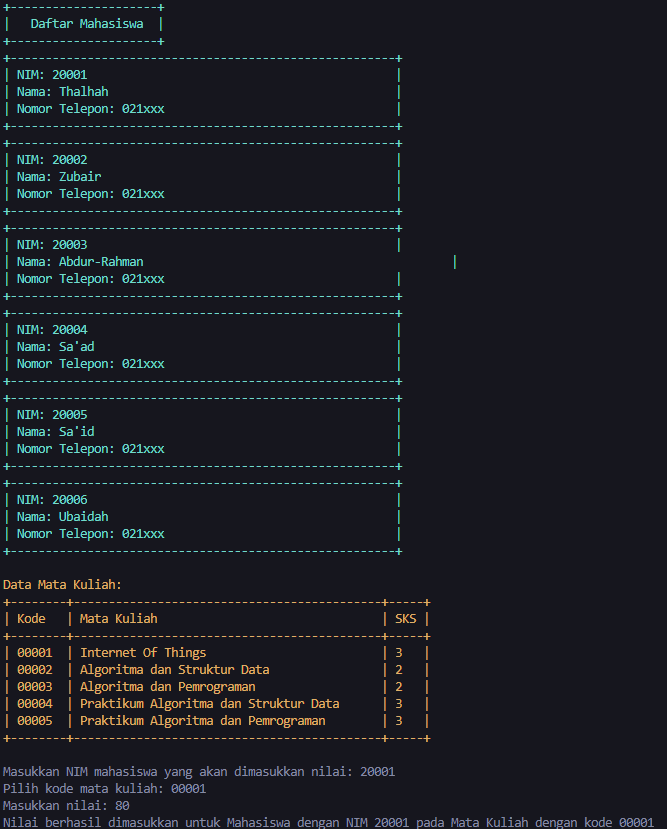 +---------------------+
|   Daftar Mahasiswa  |
+---------------------+
+-------------------------------------------------------+
| NIM: 20001                                            |
| Nama: Thalhah                                         |
| Nomor Telepon: 021xxx                                 |
+-------------------------------------------------------+
+-------------------------------------------------------+
| NIM: 20002                                            |
| Nama: Zubair                                          |
| Nomor Telepon: 021xxx                                 |
+-------------------------------------------------------+
+-------------------------------------------------------+
| NIM: 20003                                            |
| Nama: Abdur-Rahman                                            |
| Nomor Telepon: 021xxx                                 |
+-------------------------------------------------------+
+-------------------------------------------------------+
| NIM: 20004                                            |
| Nama: Sa'ad                                           |
| Nomor Telepon: 021xxx                                 |
+-------------------------------------------------------+
+-------------------------------------------------------+
| NIM: 20005                                            |
| Nama: Sa'id                                           |
| Nomor Telepon: 021xxx                                 |
+-------------------------------------------------------+
+-------------------------------------------------------+
| NIM: 20006                                            |
| Nama: Ubaidah                                         |
| Nomor Telepon: 021xxx                                 |
+-------------------------------------------------------+
Data Mata Kuliah:
+--------+--------------------------------------------+-----+
| Kode   | Mata Kuliah                                | SKS |
+--------+--------------------------------------------+-----+
| 00001  | Internet Of Things                         | 3   |
| 00002  | Algoritma dan Struktur Data                | 2   |
| 00003  | Algoritma dan Pemrograman                  | 2   |
| 00004  | Praktikum Algoritma dan Struktur Data      | 3   |
| 00005  | Praktikum Algoritma dan Pemrograman        | 3   |
+--------+--------------------------------------------+-----+
Masukkan NIM mahasiswa yang akan dimasukkan nilai: 20001
Pilih kode mata kuliah: 00001
Masukkan nilai: 80
Nilai berhasil dimasukkan untuk Mahasiswa dengan NIM 20001 pada Mata Kuliah dengan kode 00001